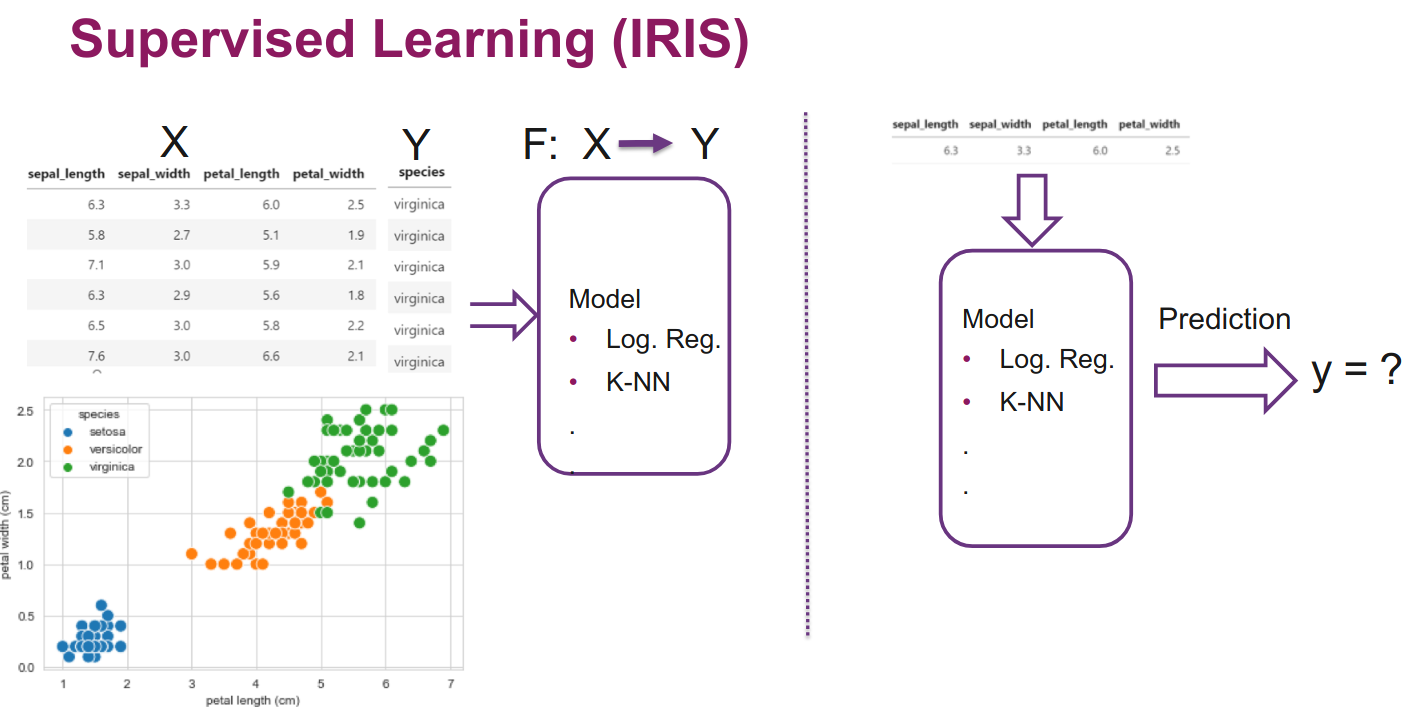 Supervised Learning (IRIS)
X
Y
sepal_length sepal_width petal_length petal_width
species
6.3 3.3 6.0 2.5 virginica
5.8 2.7 5.1 1.9 virginica
7.1 3.0 5.9 2.1 virginica
6.3 2.9 5.6 1.8 virginica
6.5 3.0 5.8 2.2 virginica
7.6 3.0 6.6 2.1 virginica
species
setosa
versicolor
virginica
2.5
2.0
1.5
1.0
0.5
0.0
petal width (cm)
1 2 3 4 5 6 7
petal length (cm)
F: X Y
Model
• Log. Reg.
• K-NN
.
.
sepal_length sepal_width petal_length petal_width
6.3 3.3 6.0 2.5
Model
• Log. Reg.
• K-NN
.
.
Prediction
y = ?